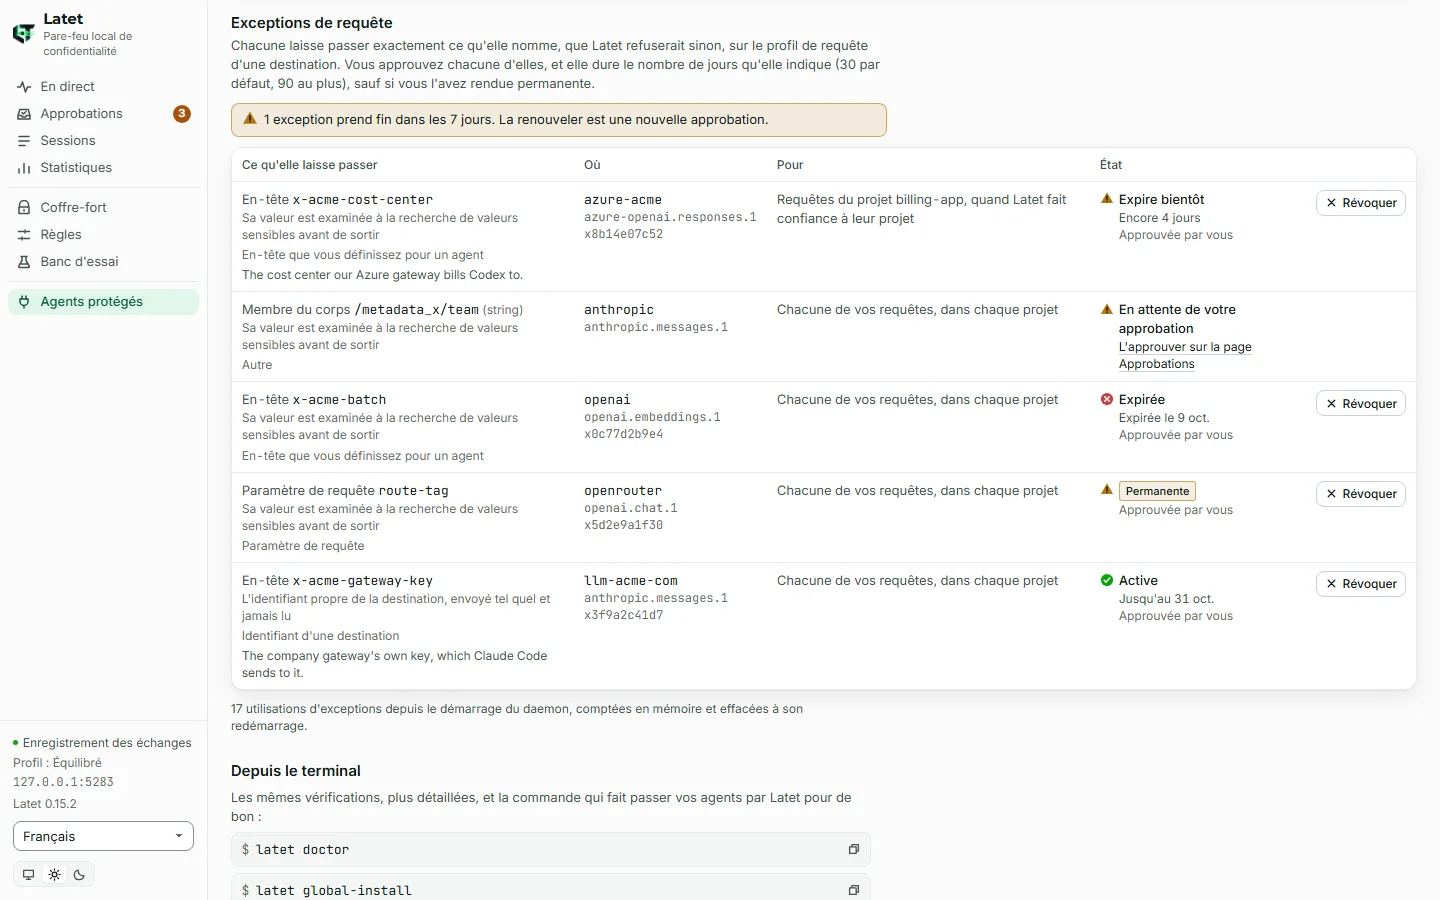 Latet
Pare-feu local de
confidentialité
En direct
Approbations
3
Sessions
Statistiques
Coffre-fort
Règles
Banc d'essai
Agents protégés
Enregistrement des échanges
Profil : Équilibré
127.0.0.1:5283
Latet 0.15.2
Français
Exceptions de requête
Chacune laisse passer exactement ce qu'elle nomme, que Latet refuserait sinon, sur le profil de requête
d'une destination. Vous approuvez chacune d'elles, et elle dure le nombre de jours qu'elle indique (30 par
défaut, 90 au plus), sauf si vous l'avez rendue permanente.
1 exception prend fin dans les 7 jours. La renouveler est une nouvelle approbation.
Ce qu'elle laisse passer
Où
Pour
État
En-tête x-acme-cost-center
Sa valeur est examinée à la recherche de valeurs
sensibles avant de sortir
En-tête que vous définissez pour un agent
The cost center our Azure gateway bills Codex to.
azure-acme
azure-openai.responses.1
x8b14e07c52
Requêtes du projet billing-app, quand Latet fait
confiance à leur projet
Expire bientôt
Encore 4 jours
Approuvée par vous
Révoquer
Membre du corps /metadata_x/team (string)
Sa valeur est examinée à la recherche de valeurs
sensibles avant de sortir
Autre
anthropic
anthropic.messages.1
Chacune de vos requêtes, dans chaque projet
En attente de votre
approbation
L'approuver sur la page
Approbations
En-tête x-acme-batch
Sa valeur est examinée à la recherche de valeurs
sensibles avant de sortir
En-tête que vous définissez pour un agent
openai
openai.embeddings.1
x0c77d2b9e4
Chacune de vos requêtes, dans chaque projet
Expirée
Expirée le 9 oct.
Approuvée par vous
Révoquer
Paramètre de requête route-tag
Sa valeur est examinée à la recherche de valeurs
sensibles avant de sortir
Paramètre de requête
openrouter
openai.chat.1
x5d2e9a1f30
Chacune de vos requêtes, dans chaque projet
Permanente
Approuvée par vous
Révoquer
En-tête x-acme-gateway-key
L'identifiant propre de la destination, envoyé tel quel et
jamais lu
Identifiant d'une destination
The company gateway's own key, which Claude Code
sends to it.
llm-acme-com
anthropic.messages.1
x3f9a2c41d7
Chacune de vos requêtes, dans chaque projet
Active
Jusqu'au 31 oct.
Approuvée par vous
Révoquer
17 utilisations d'exceptions depuis le démarrage du daemon, comptées en mémoire et effacées à son
redémarrage.
Depuis le terminal
Les mêmes vérifications, plus détaillées, et la commande qui fait passer vos agents par Latet pour de
bon :
$ latet doctor
$ latet global-install